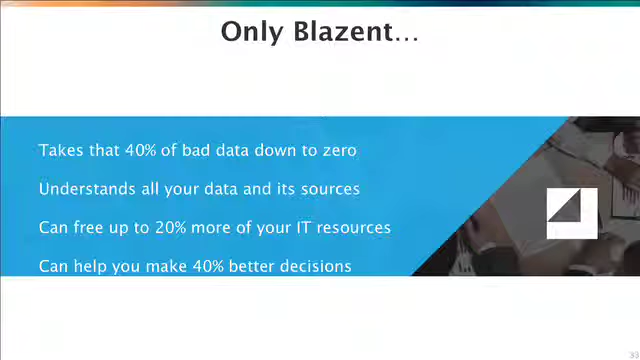 Only Blazent…
Takes that 40% of bad data down to zero
Understands all your data and its sources
Can free up to 20% more of your IT resources
Can help you make 40% better decisions
33